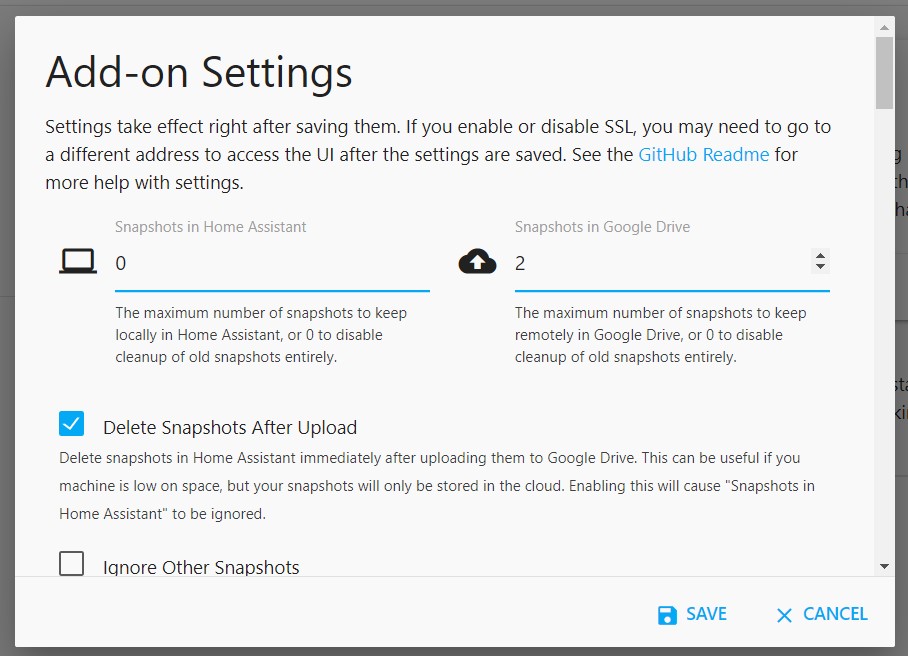 Add-on Settings
Settings take effect right after saving them. If you enable or disable SSL, you may need to go to
a different address to access the UI after the settings are saved. See the GitHub Readme for
more help with settings.
Snapshots in Home Assistant
0
The maximum number of snapshots to keep
locally in Home Assistant, or 0 to disable
cleanup of old snapshots entirely.
Snapshots in Google Drive
2
The maximum number of snapshots to keep
remotely in Google Drive, or 0 to disable
cleanup of old snapshots entirely.
Delete Snapshots After Upload
Delete snapshots in Home Assistant immediately after uploading them to Google Drive. This can be useful if you
machine is low on space, but your snapshots will only be stored in the cloud. Enabling this will cause "Snapshots in
Home Assistant" to be ignored.
Ignore Other Snapshots
SAVE
CANCEL